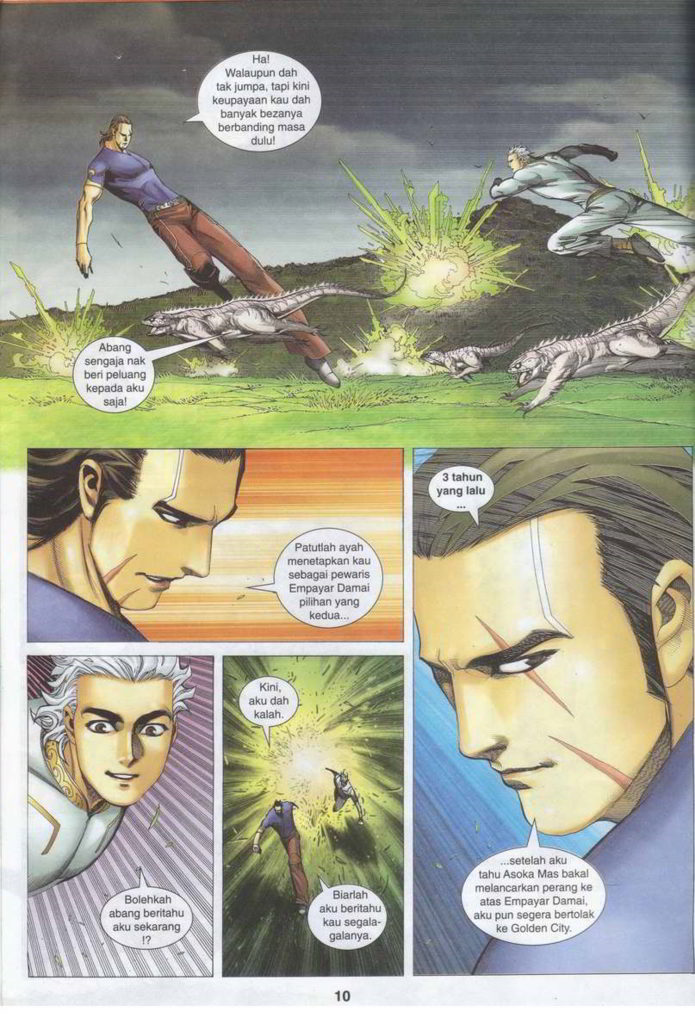 Ha!
Walaupun dah
tak jumpa, tapi kini
keupayaan kau dah
banyak bezanya
berbanding masa
dulu!
Abang
sengaja nak
beri peluang
kepada aku
saja!
Patutlah ayah
menetapkan kau
sebagai pewaris
Empayar Damai
pilihan yang
kedua...
Bolehkah
abang beritahu
aku sekarang
!?
Kini,
aku dah
kalah.
Biarlah
aku beritahu
kau segala-
galanya.
3 tahun
yang lalu
...
...setelah aku
tahu Asoka Mas bakal
melancarkan perang ke
atas Empayar Damai,
aku pun segera bertolak
ke Golden City.
10